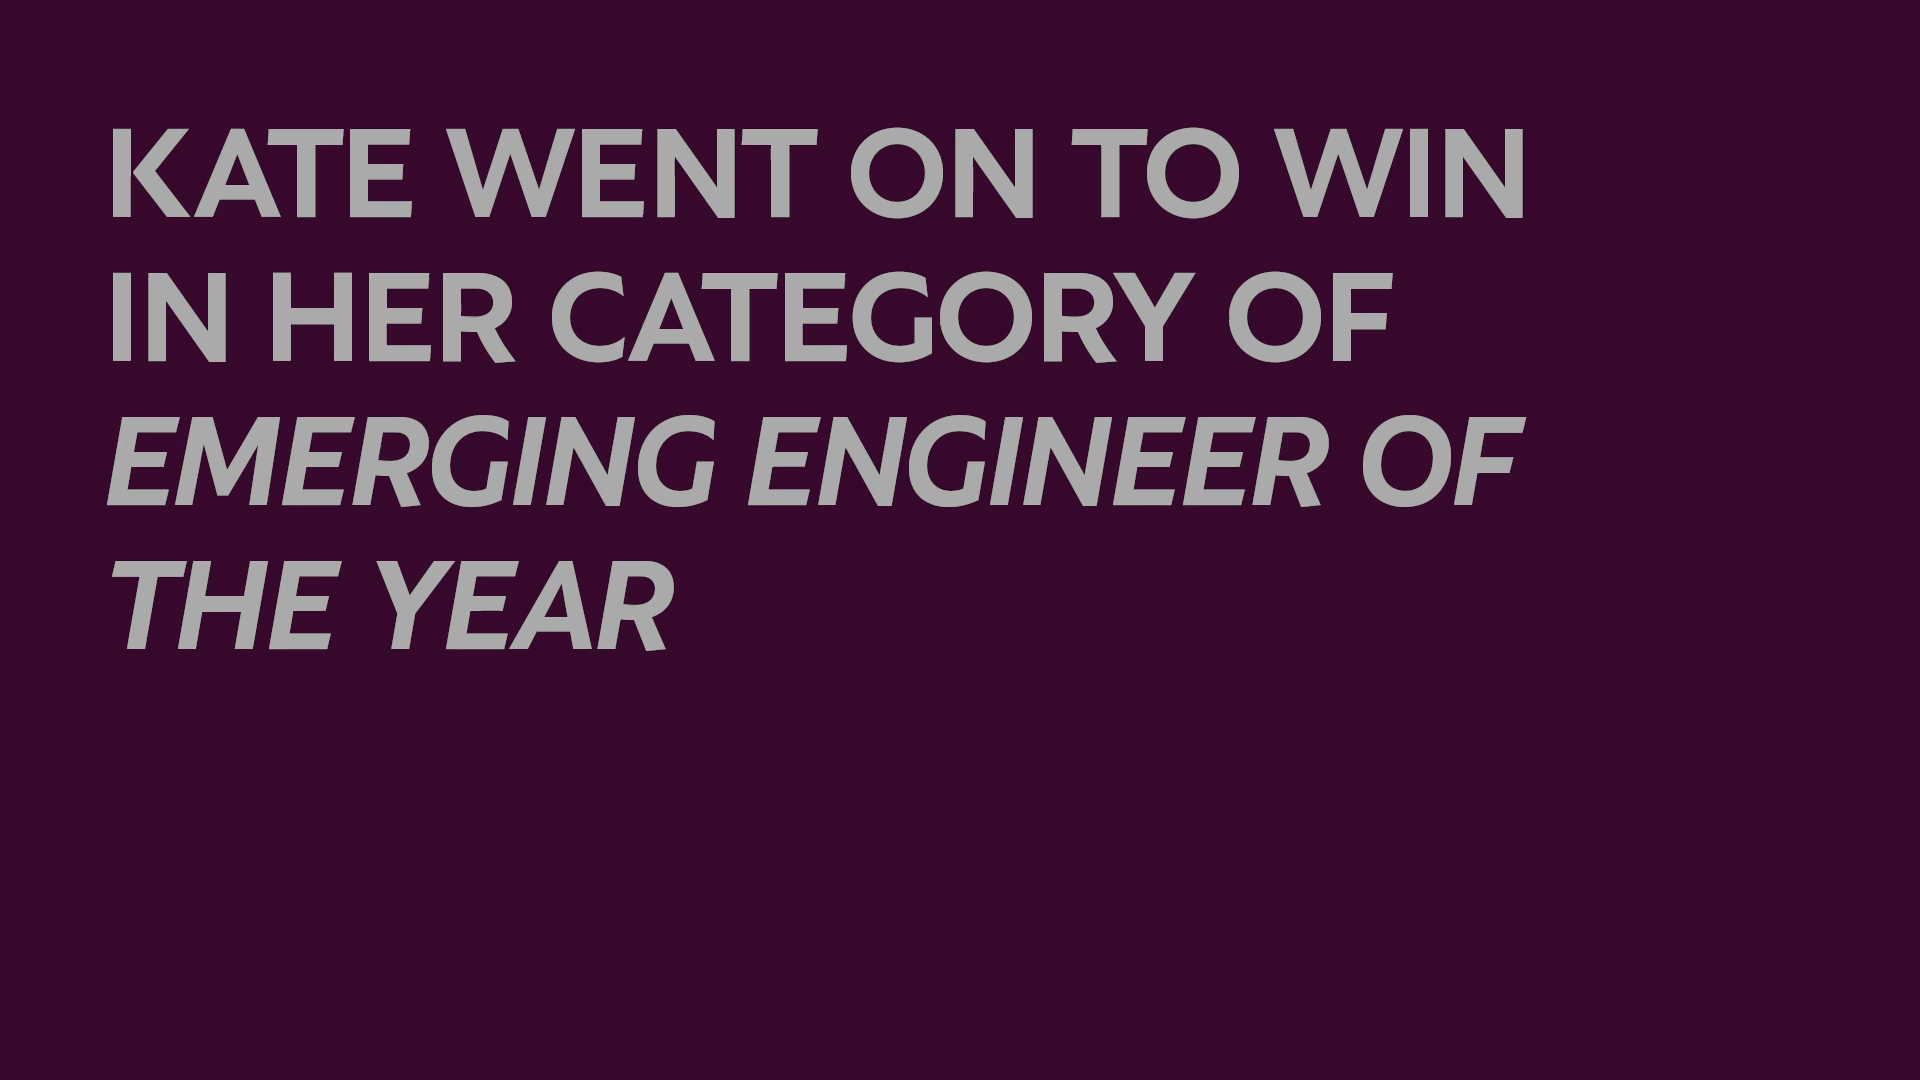 KATE WENT ON TO WIN
IN HER CATEGORY OF
EMERGING ENGINEER OF
THE YEAR